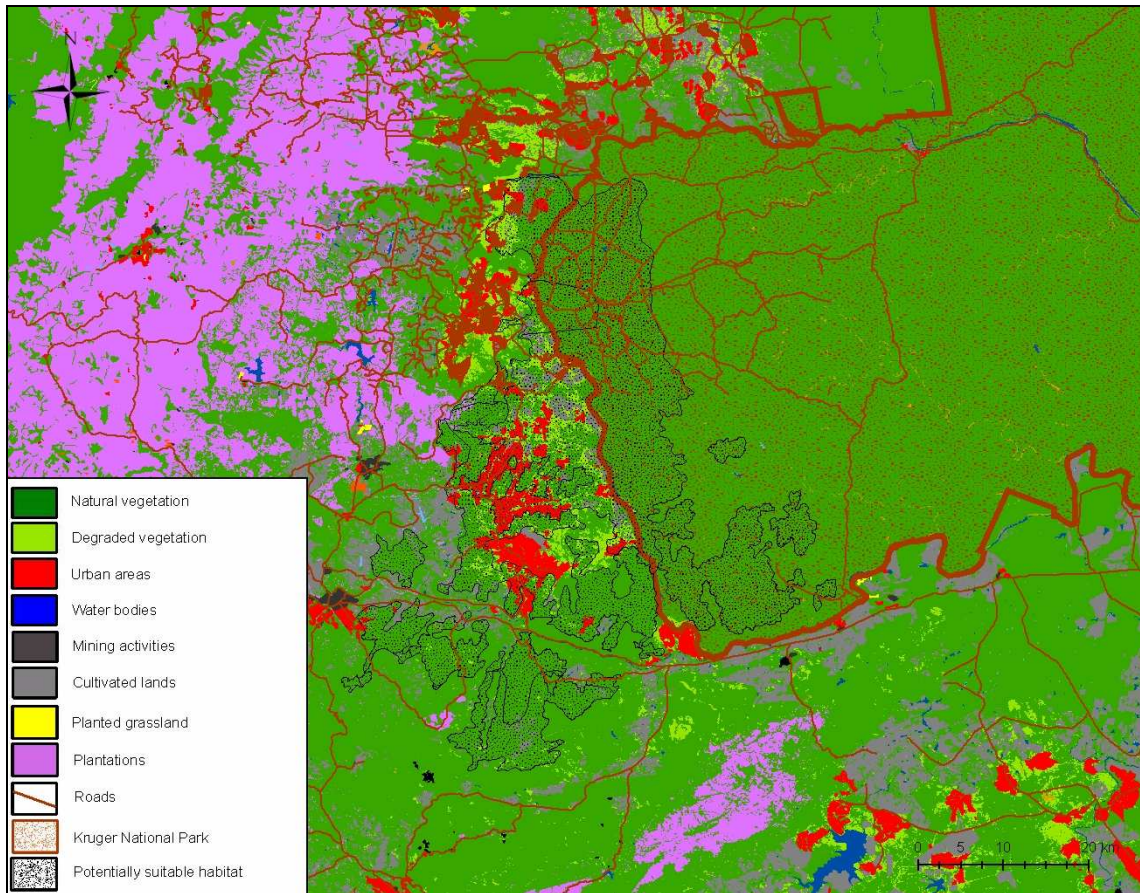 N
Natural vegetation
Degraded vegetation
Urban areas
Water bodies
Mining activities
Cultivated lands
Planted grassland
Plantations
Roads
Kruger National Park
Potentially suitable habitat
0 5 10 20 km